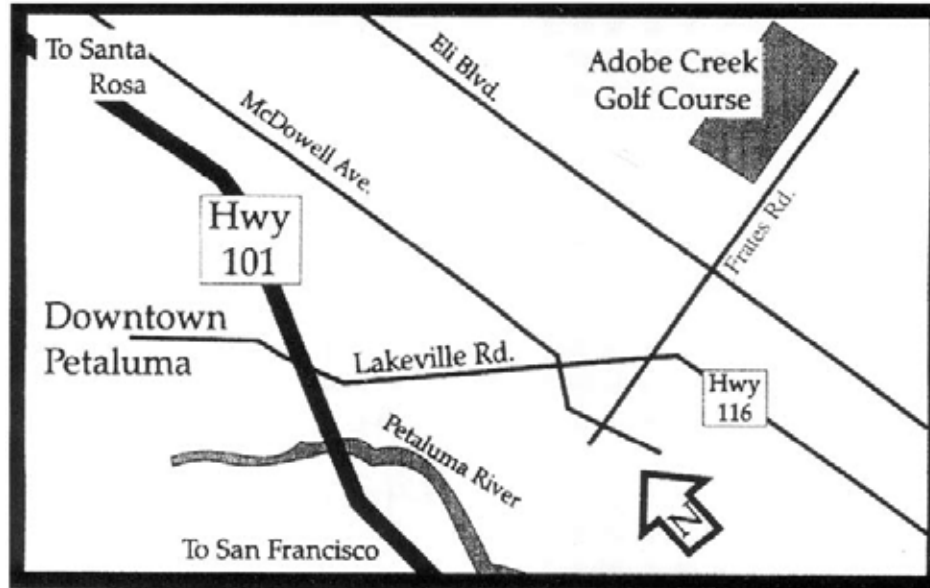 To Santa
Rosa
McDowell Ave.
Eli Blvd.
Adobe Creek
Golf Course
Hwy
101
Frates Rd.
Downtown
Petaluma
Lakeville Rd.
Hwy
116
Petaluma River
N
To San Francisco